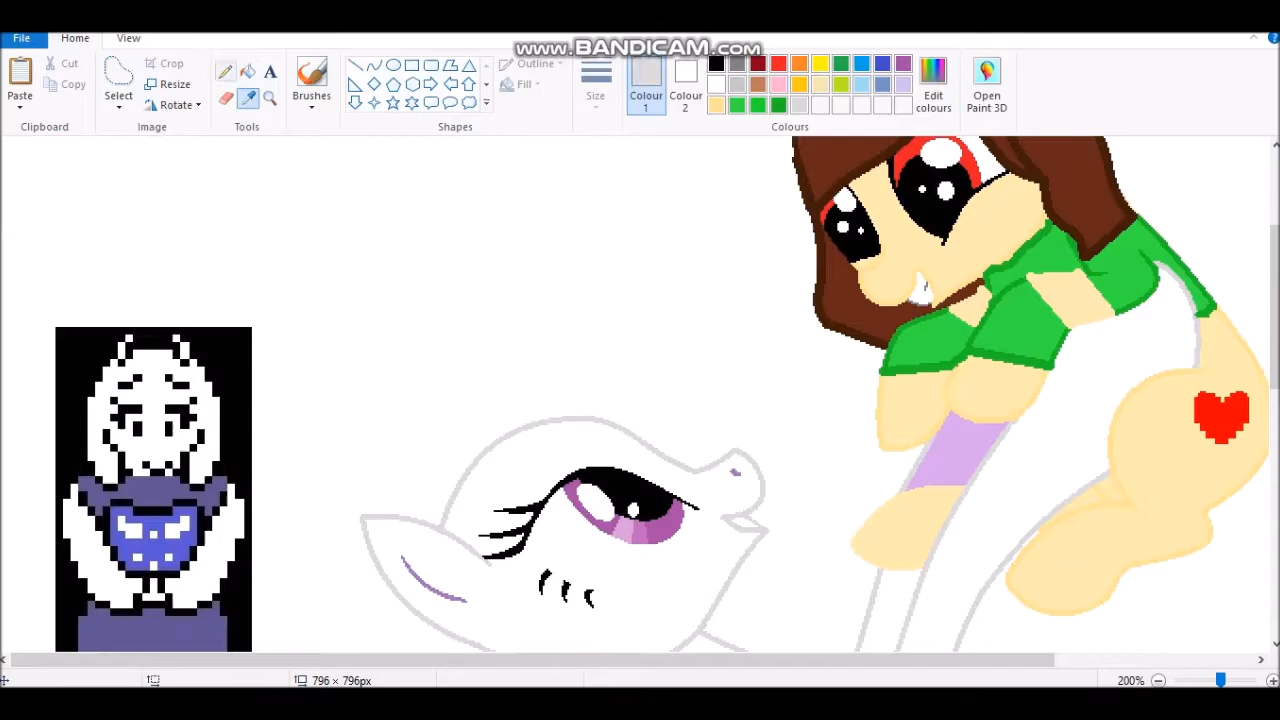 www.BANDICAM.com
File Home View
Paste Cut Copy
Clipboard
Select Crop Resize Rotate
Image
A
Tools
Brushes
Shapes
Outline
Fill
Size
Colour 1
Colour 2
Edit colours
Colours
Open Paint 3D
796 × 796px
200%